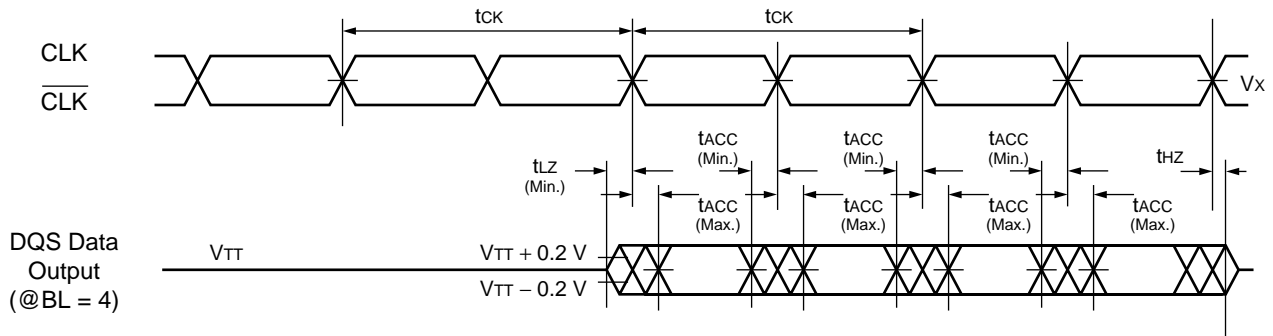 tCK tCK
CLK
CLK
VX
tACC
(Min.)
tACC
(Min.)
tACC
(Min.)
tLZ
(Min.)
tHZ
tACC
(Max.)
tACC
(Max.)
tACC
(Max.)
tACC
(Max.)
DQS Data
Output
(@BL = 4)
VTT
VTT + 0.2 V
VTT − 0.2 V